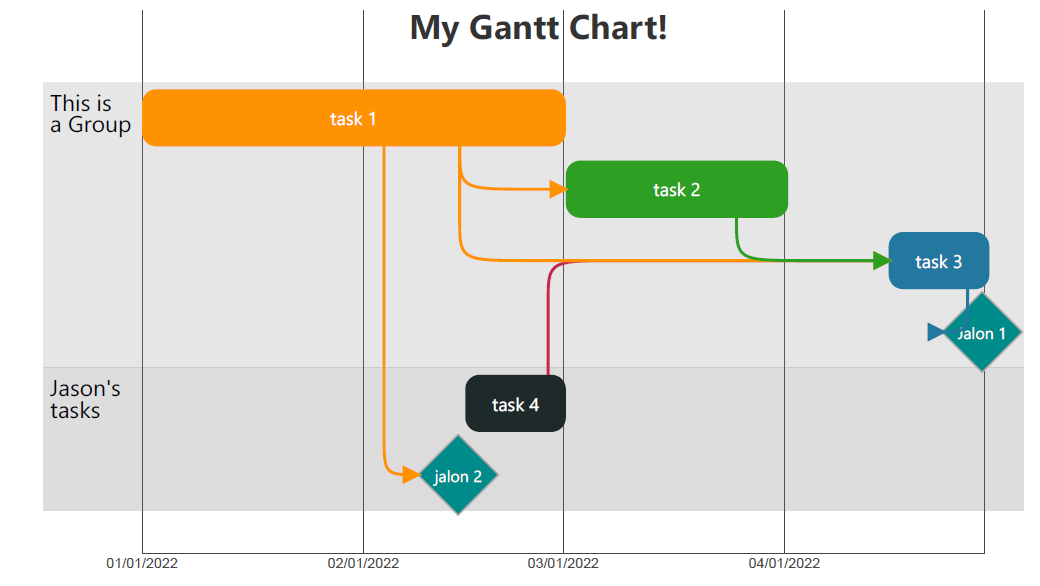 My Gantt Chart!
This is
a Group
task 1
task 2
task 3
Jalon 1
Jason's
tasks
task 4
jalon 2
01/01/2022
02/01/2022
03/01/2022
04/01/2022